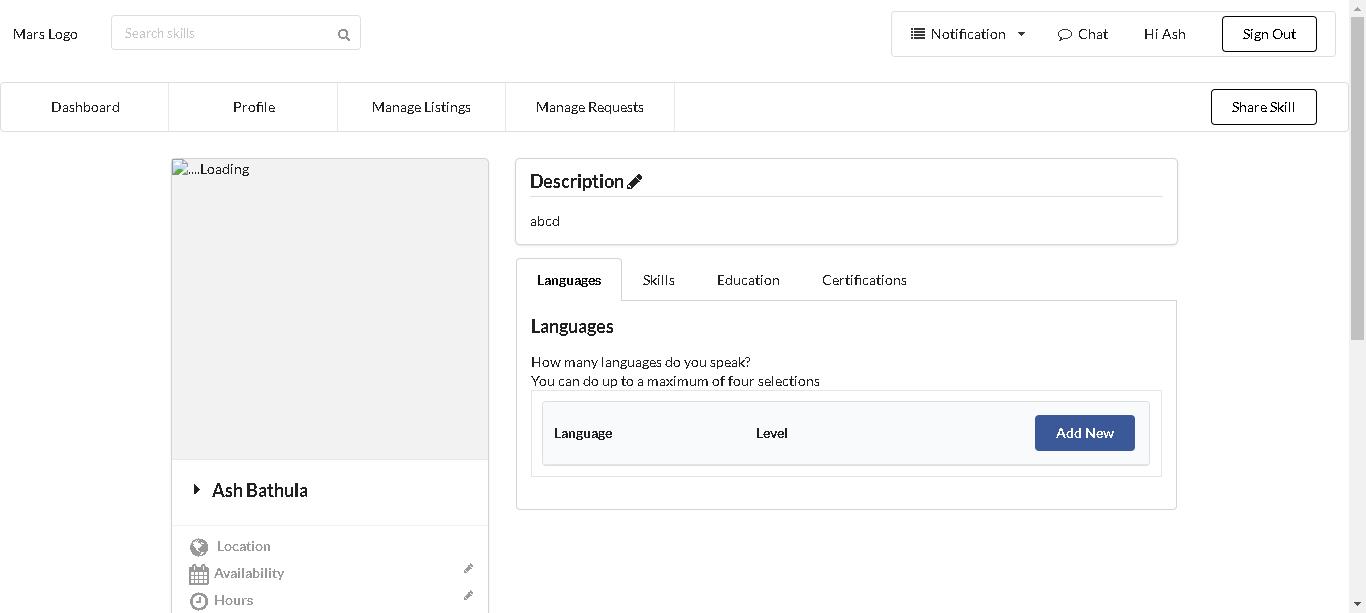 Mars Logo
Search skills
Notification
Chat
Hi Ash
Sign Out
Dashboard
Profile
Manage Listings
Manage Requests
Share Skill
....Loading
Ash Bathula
Location
Availability
Hours
Description
abcd
Languages
Skills
Education
Certifications
Languages
How many languages do you speak?
You can do up to a maximum of four selections
Language
Level
Add New